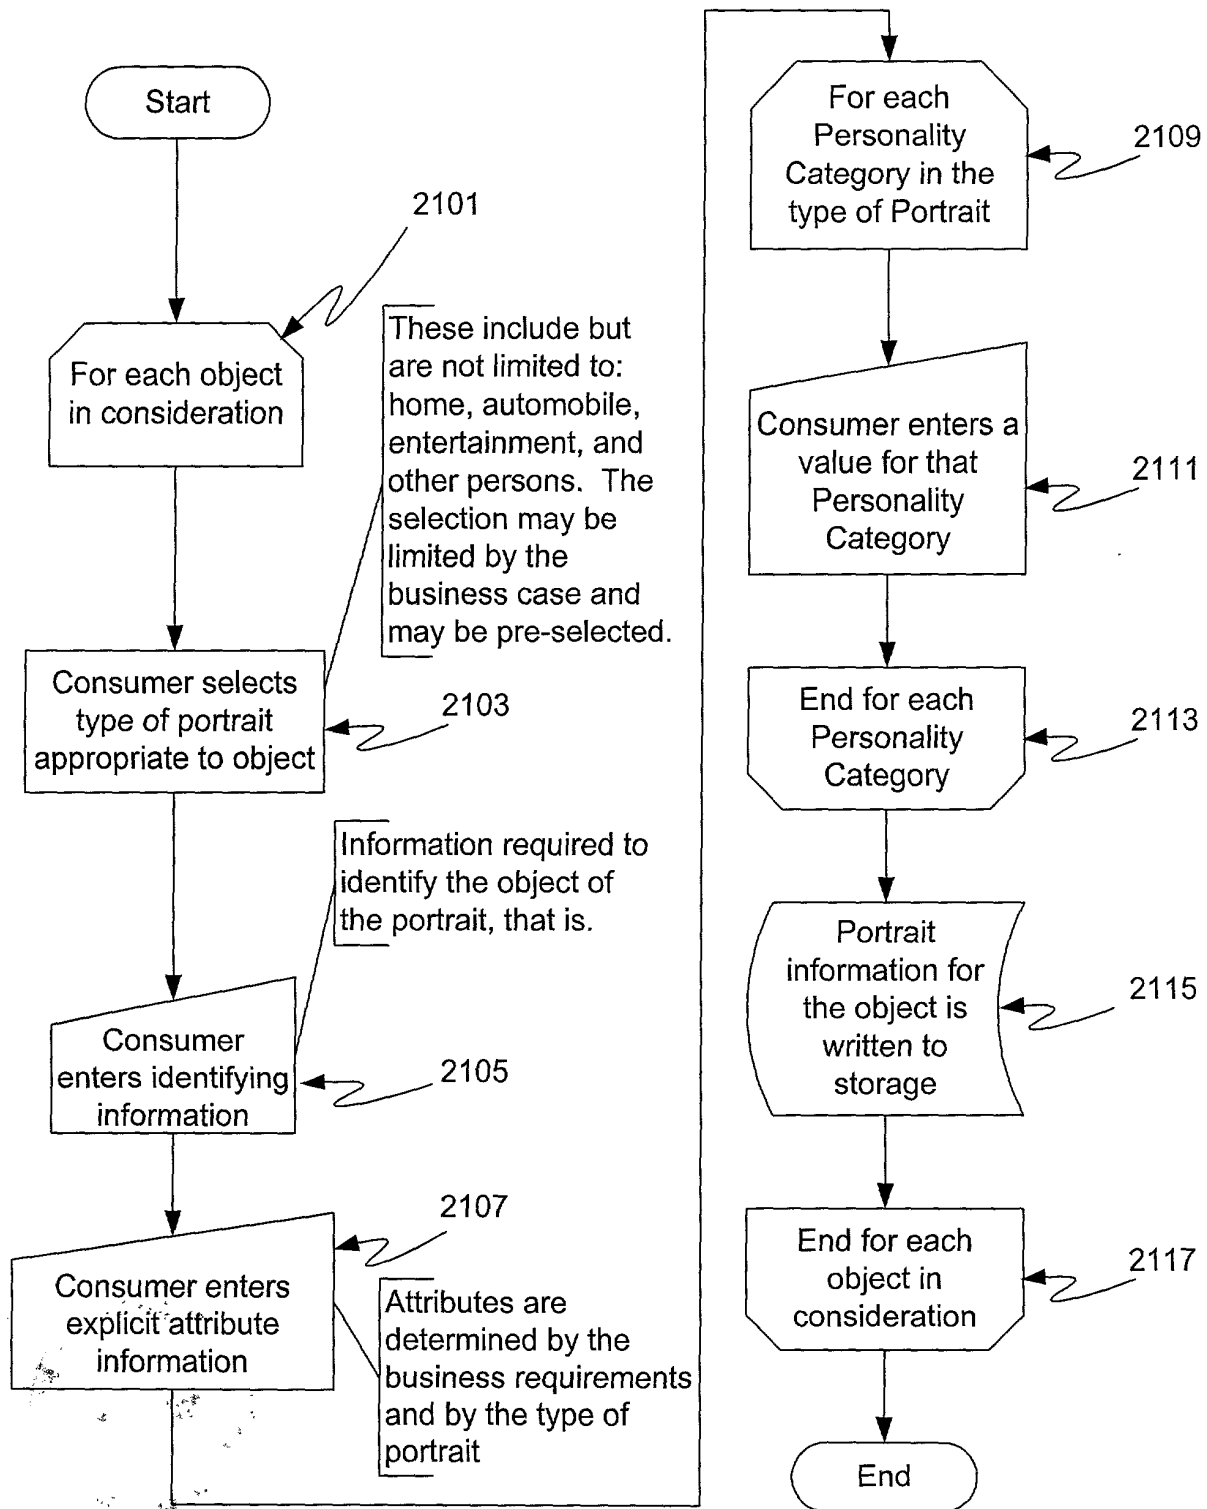 Start
2101
For each object
in consideration
These include but
are not limited to:
home, automobile,
entertainment, and
other persons. The
selection may be
limited by the
business case and
may be pre-selected.
Consumer selects
type of portrait
appropriate to object
2103
Information required to
identify the object of
the portrait, that is.
Consumer
enters identifying
information
2105
2107
Consumer enters
explicit attribute
information
Attributes are
determined by the
business requirements
and by the type of
portrait
For each
Personality
Category in the
type of Portrait
2109
Consumer enters a
value for that
Personality
Category
2111
End for each
Personality
Category
2113
Portrait
information for
the object is
written to
storage
2115
End for each
object in
consideration
2117
End